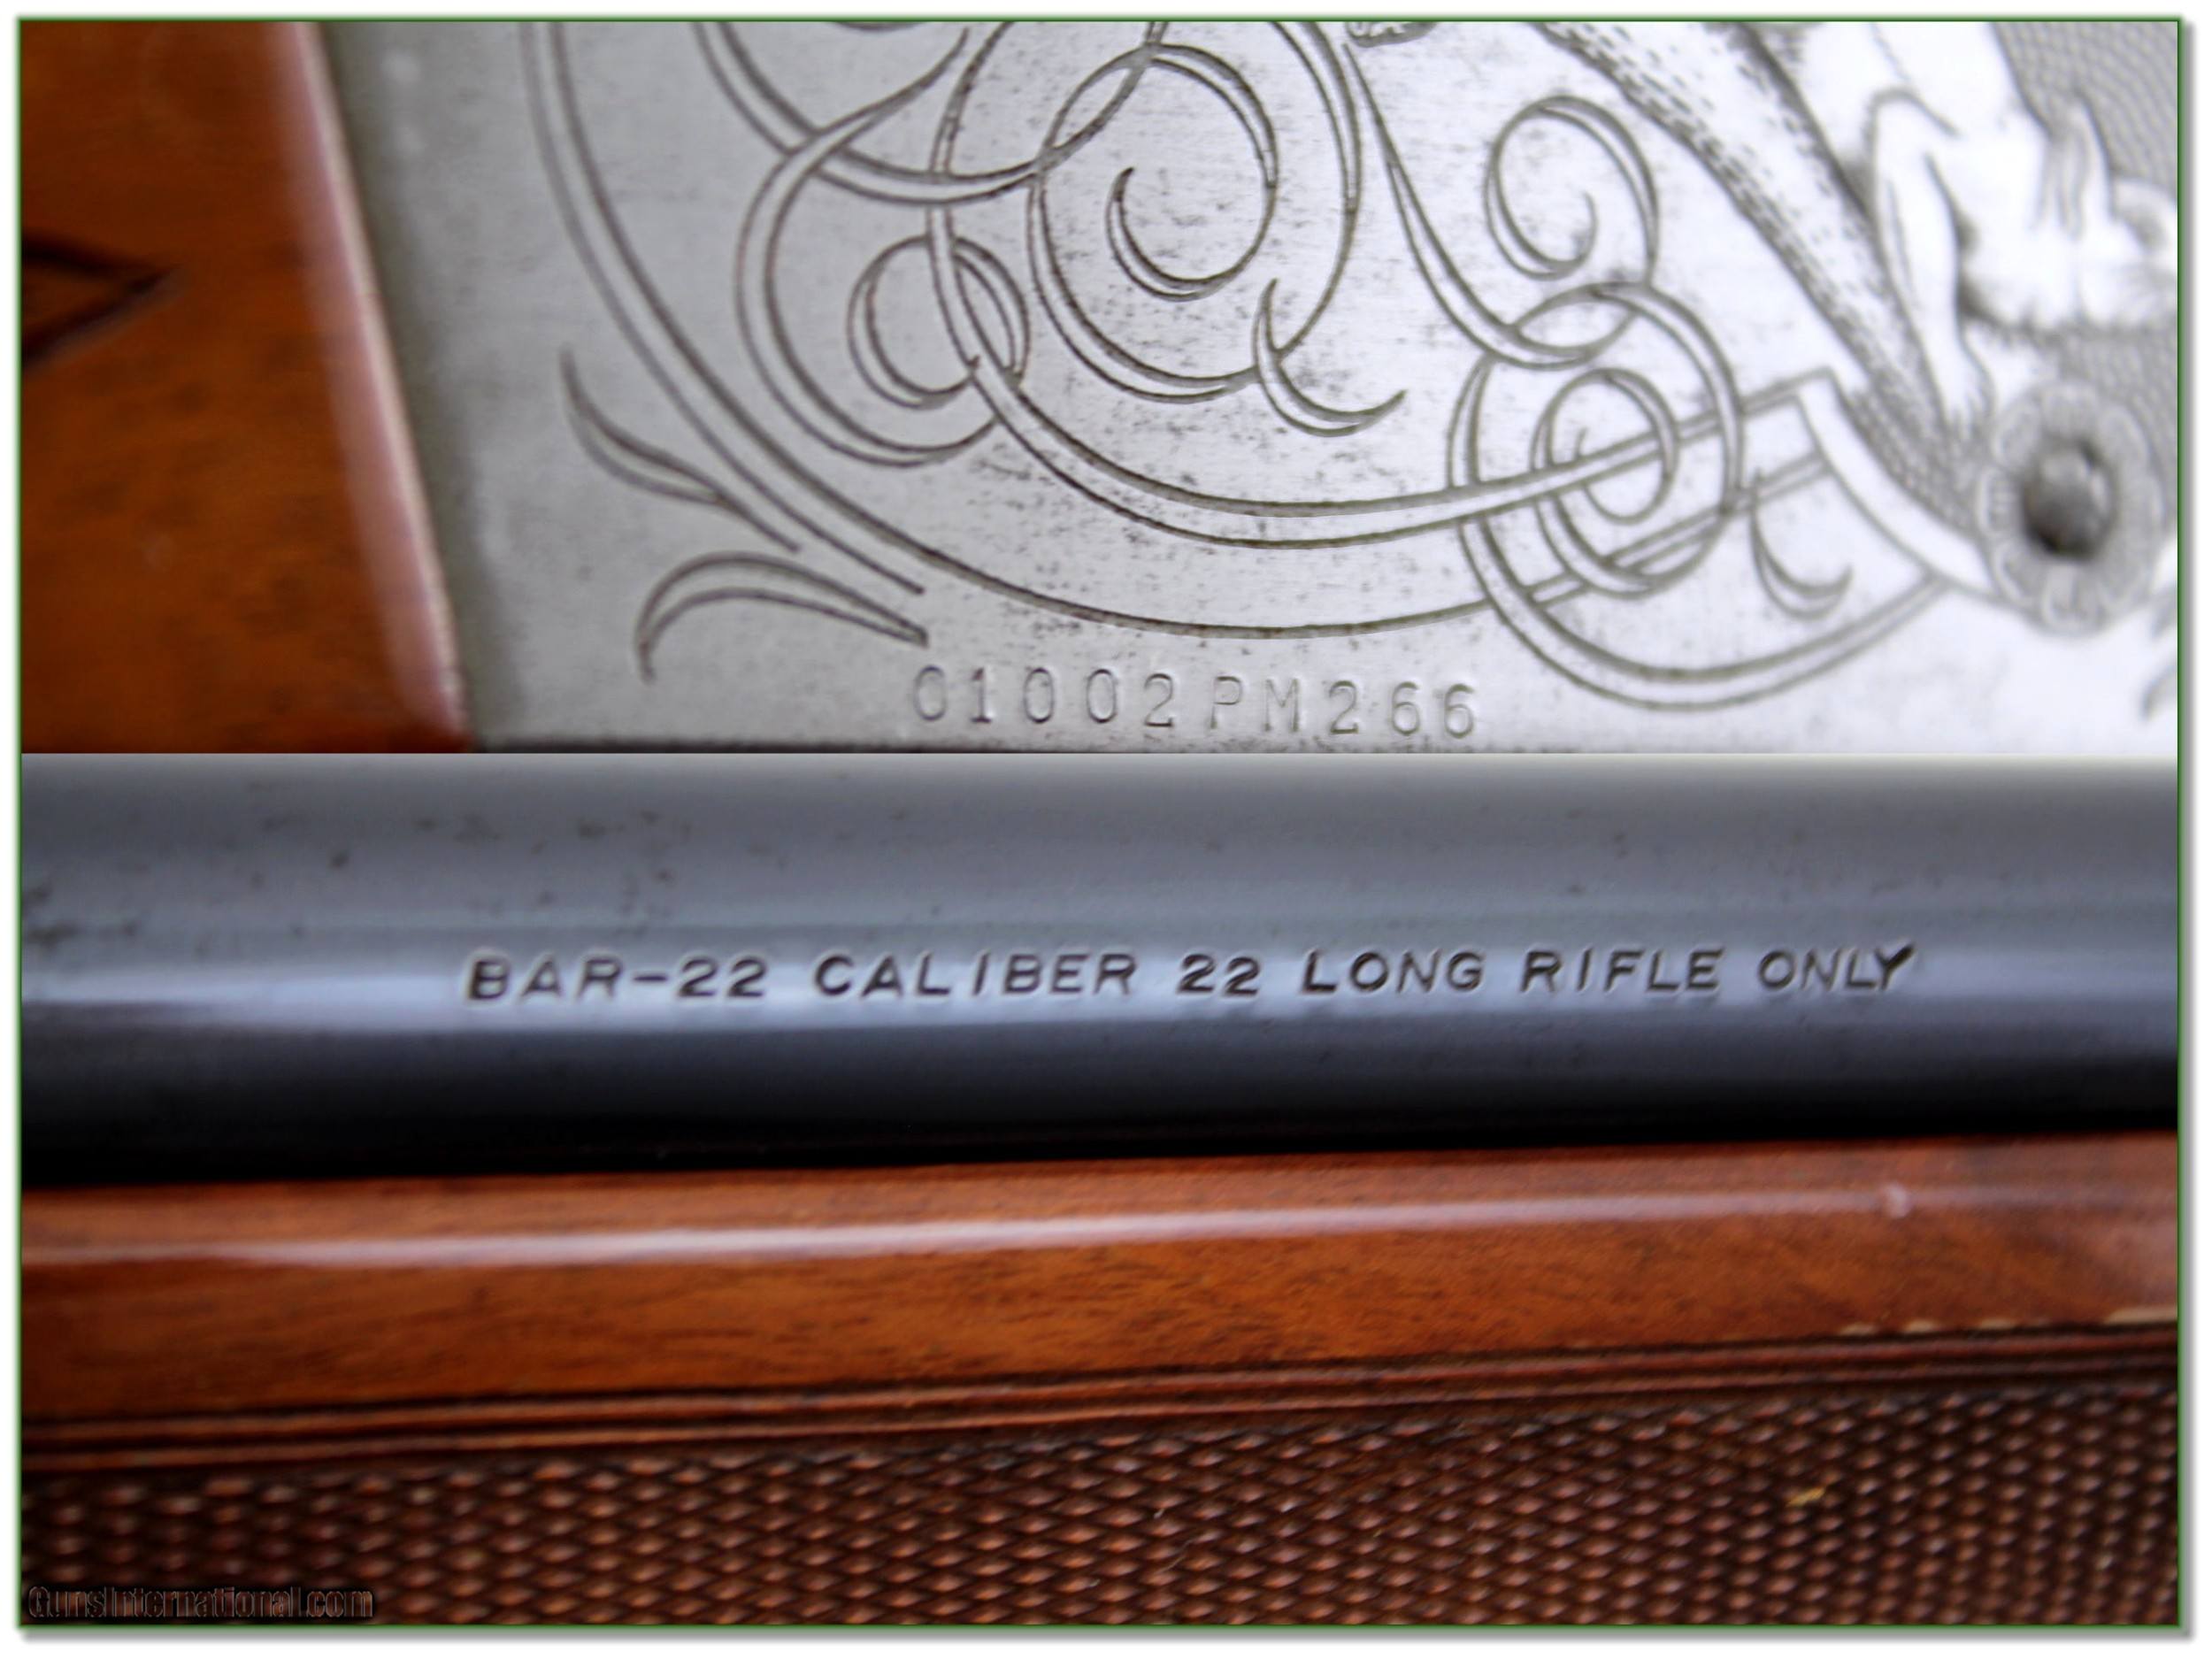 01002PM266
BAR-22 CALIBER 22 LONG RIFLE ONLY
GunsInternational.com